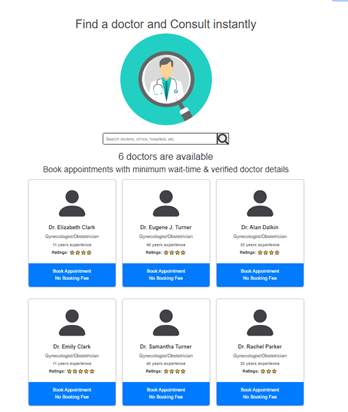 Find a doctor and Consult instantly
Search doctors, clinics, hospitals, etc.
6 doctors are available
Book appointments with minimum wait-time & verified doctor details
Dr. Elizabeth Clark
Gynecologist/Obstetrician
11 years experience
Ratings:
Book Appointment
No Booking Fee
Dr. Eugene J. Turner
Gynecologist/Obstetrician
46 years experience
Ratings:
Book Appointment
No Booking Fee
Dr. Alan Dalkin
Gynecologist/Obstetrician
32 years experience
Ratings:
Book Appointment
No Booking Fee
Dr. Emily Clark
Gynecologist/Obstetrician
11 years experience
Ratings:
Book Appointment
No Booking Fee
Dr. Samantha Turner
Gynecologist/Obstetrician
46 years experience
Ratings:
Book Appointment
No Booking Fee
Dr. Rachel Parker
Gynecologist/Obstetrician
32 years experience
Ratings:
Book Appointment
No Booking Fee